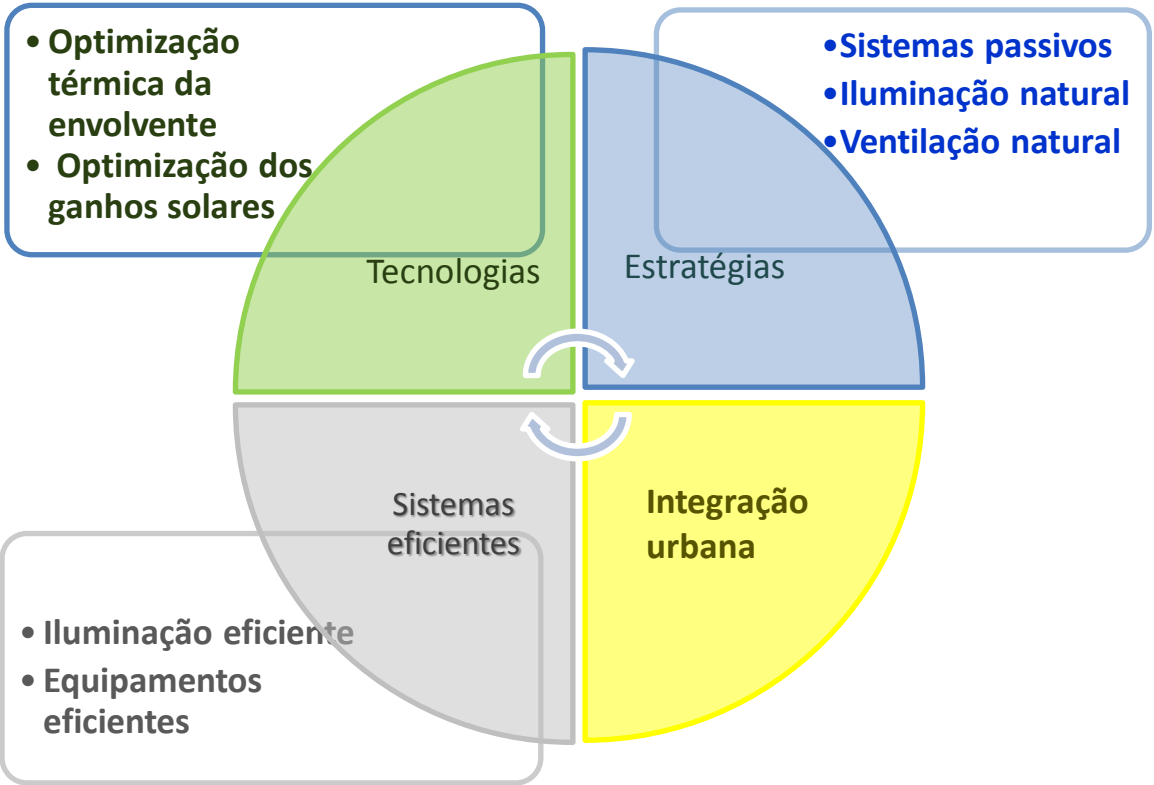 • Optimização
térmica da
envolvente
• Optimização dos
ganhos solares
•Sistemas passivos
•Iluminação natural
•Ventilação natural
Tecnologias
Estratégias
Sistemas
eficientes
Integração
urbana
• Iluminação eficiente
• Equipamentos
eficientes